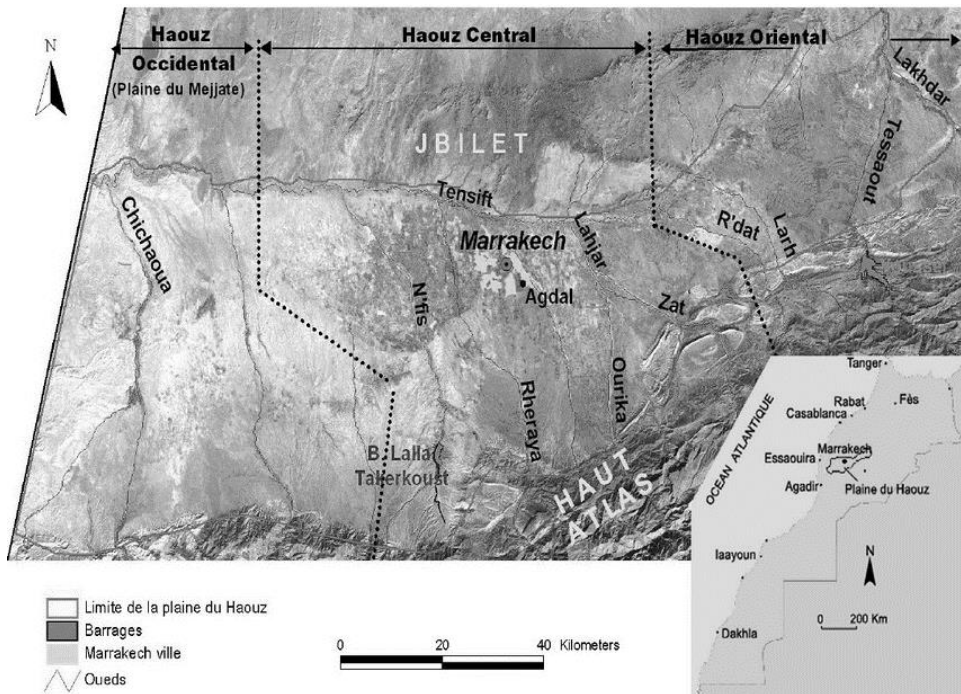 Haouz
Occidental
(Plaine du Mejjate)
Haouz Central
Haouz Oriental
N
JBILET
Lakhdar
Tessaout
Tensift
Chichaoua
Marrakech
Lahjar
R'dat
Larh
N'fis
Agdal
Zat
Rheraya
Ourika
B. Lalla
Takerkoust
HAUT
ATLAS
Tanger
OCEAN ATLANTIQUE
Rabat
Fès
Casablanca
Marrakech
Essaouira
Agadir
Plaine du Haouz
laayoun
N
0 200 Km
Dakhla
Limite de la plaine du Haouz
Barrages
Marrakech ville
Oueds
0 20 40 Kilometers